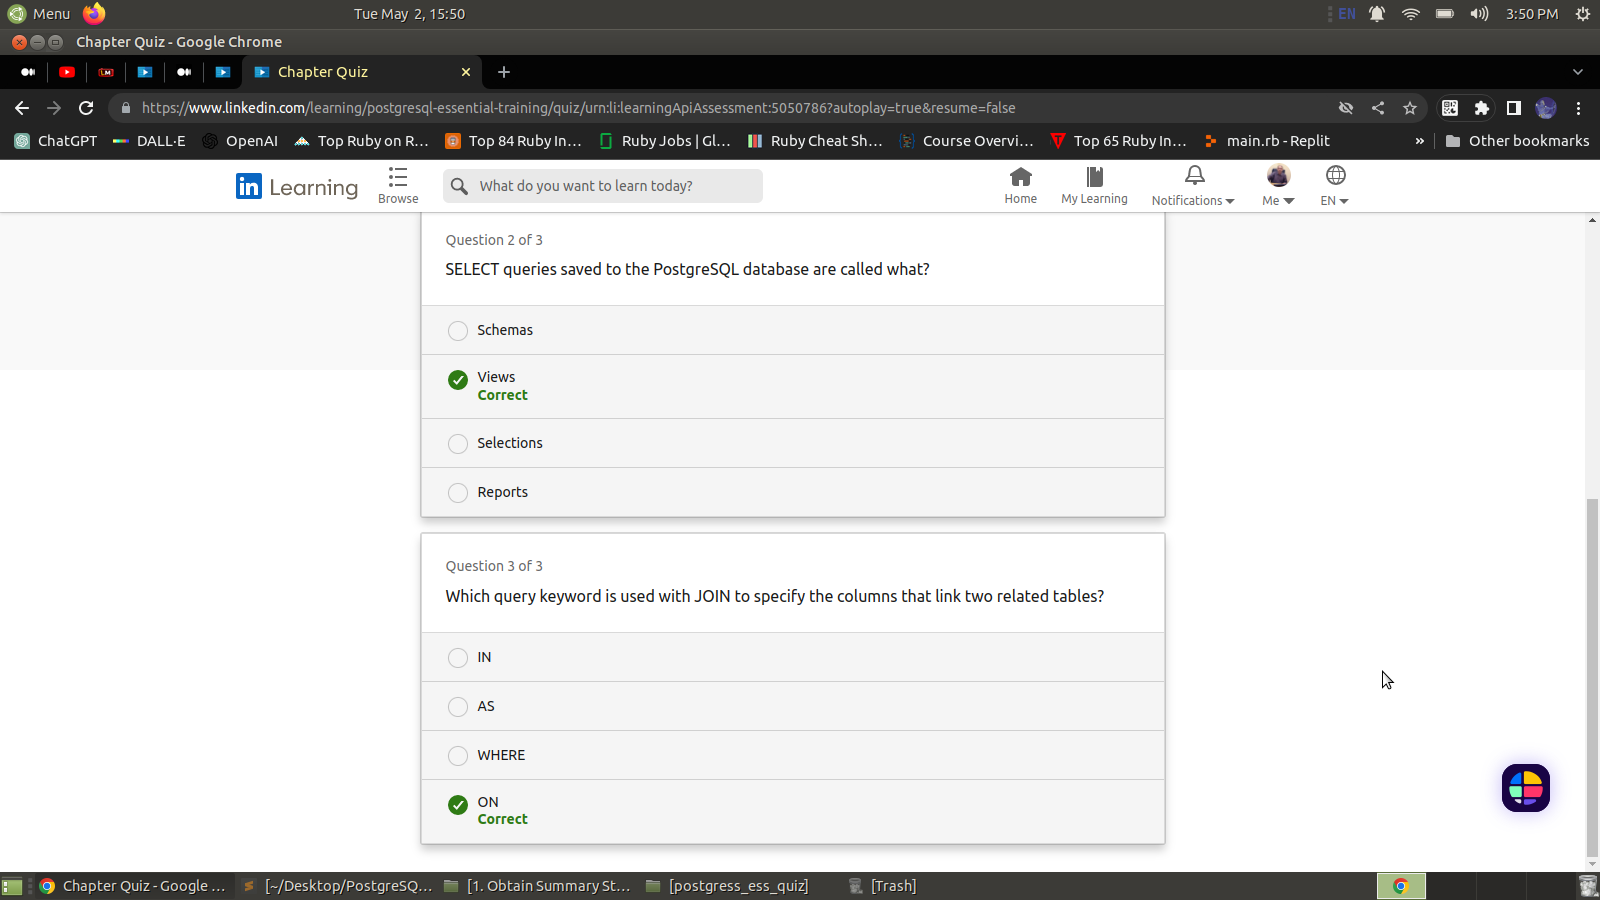 Menu
Tue May 2, 15:50
EN
3:50 PM
Chapter Quiz - Google Chrome
LM
Chapter Quiz
https://www.linkedin.com/learning/postgresql-essential-training/quiz/urn:li:learningApiAssessment:5050786?autoplay=true&resume=false
ChatGPT
DALL·E
OpenAI
Top Ruby on R...
Top 84 Ruby In...
Ruby Jobs | Gl...
Ruby Cheat Sh...
Course Overvi...
Top 65 Ruby In...
main.rb - Replit
»
Other bookmarks
in Learning
Browse
What do you want to learn today?
Home
My Learning
Notifications
Me
EN
Question 2 of 3
SELECT queries saved to the PostgreSQL database are called what?
Schemas
Views
Correct
Selections
Reports
Question 3 of 3
Which query keyword is used with JOIN to specify the columns that link two related tables?
IN
AS
WHERE
ON
Correct
Chapter Quiz - Google ...
[~/Desktop/PostgreSQ...
[1. Obtain Summary St...
[postgress_ess_quiz]
[Trash]